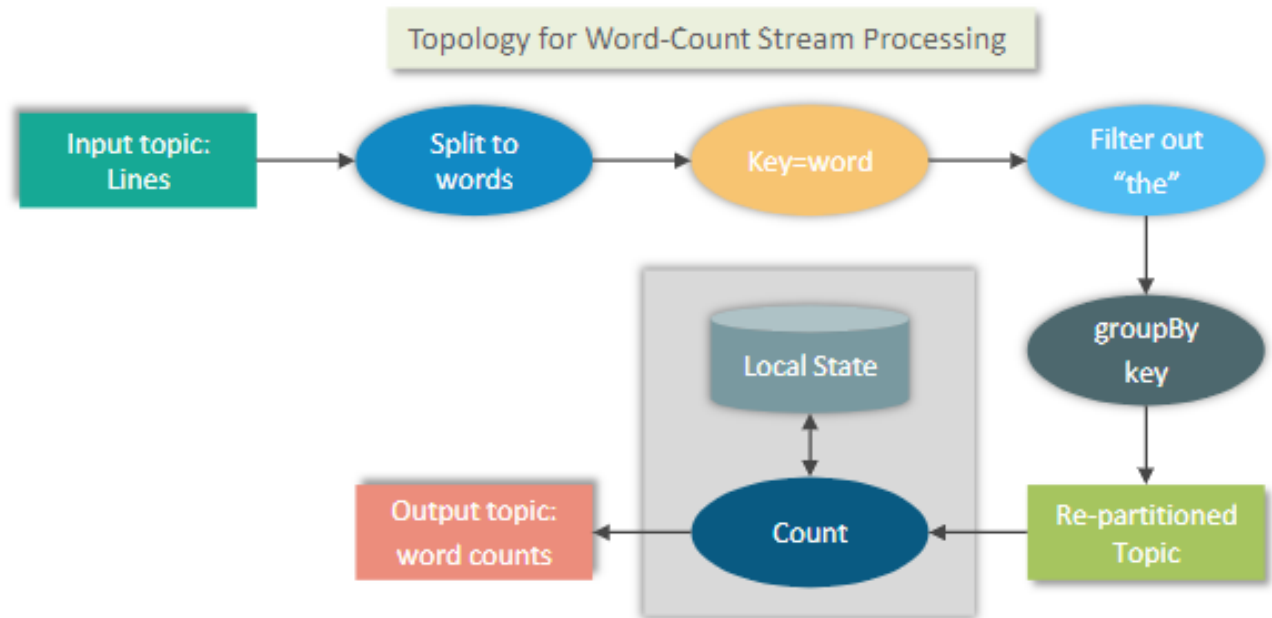 Topology for Word-Count Stream Processing
Input topic:
Lines
Split to
words
Key=word
Filter out
“the”
groupBy
key
Re-partitioned
Topic
Local State
Count
Output topic:
word counts